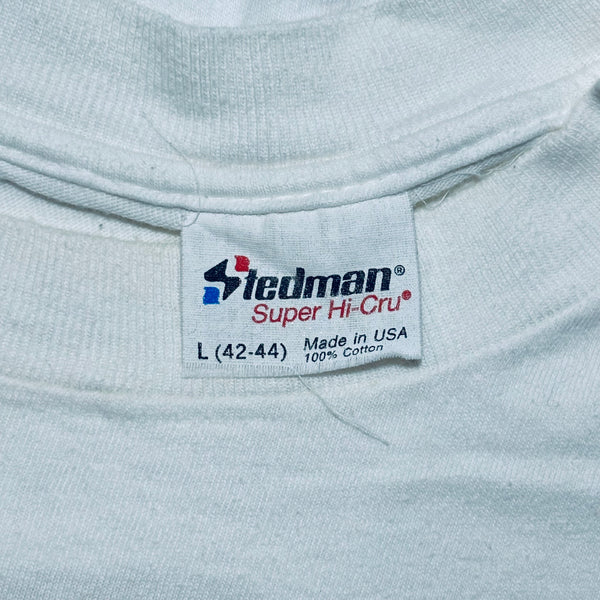 Stedman®
Super Hi-Cru®
L (42-44) Made in USA
100% Cotton